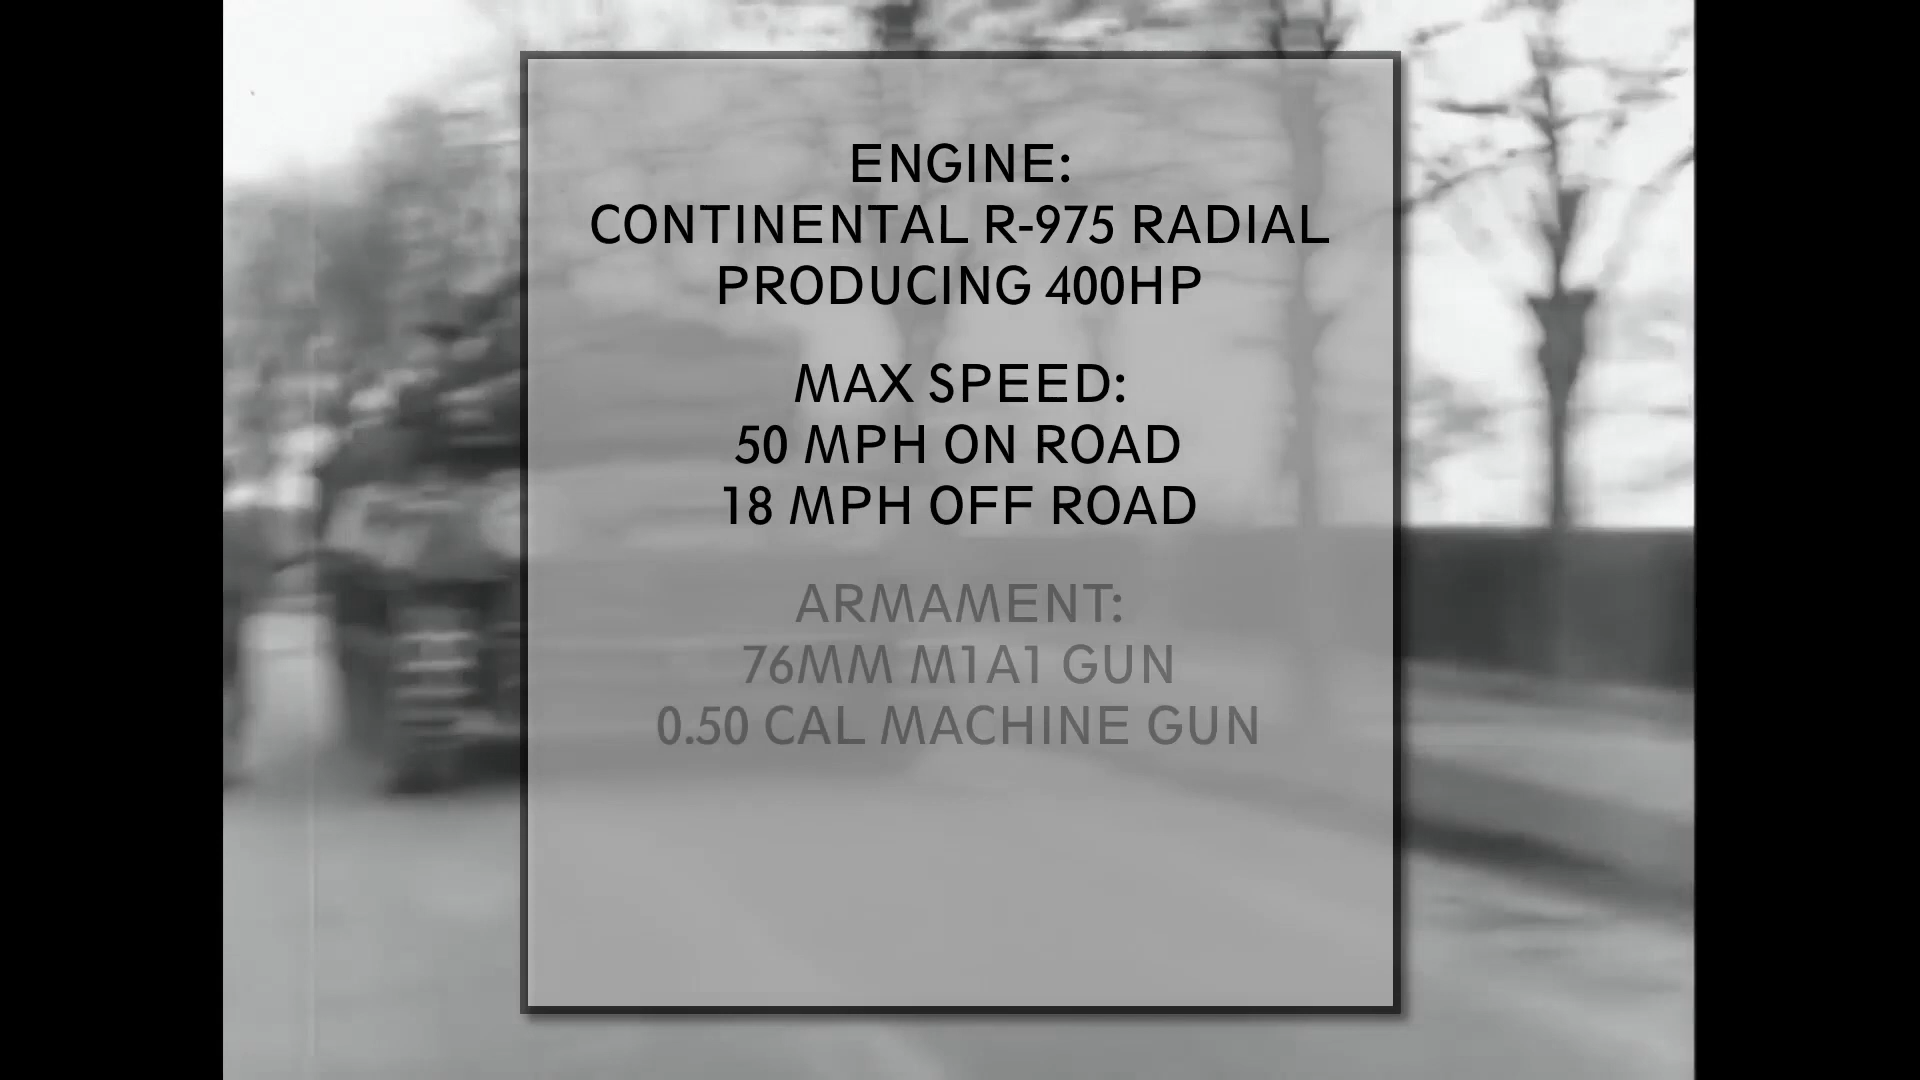 ENGINE:
CONTINENTAL R-975 RADIAL
PRODUCING 400HP
MAX SPEED:
50 MPH ON ROAD
18 MPH OFF ROAD
ARMAMENT:
76MM M1A1 GUN
0.50 CAL MACHINE GUN